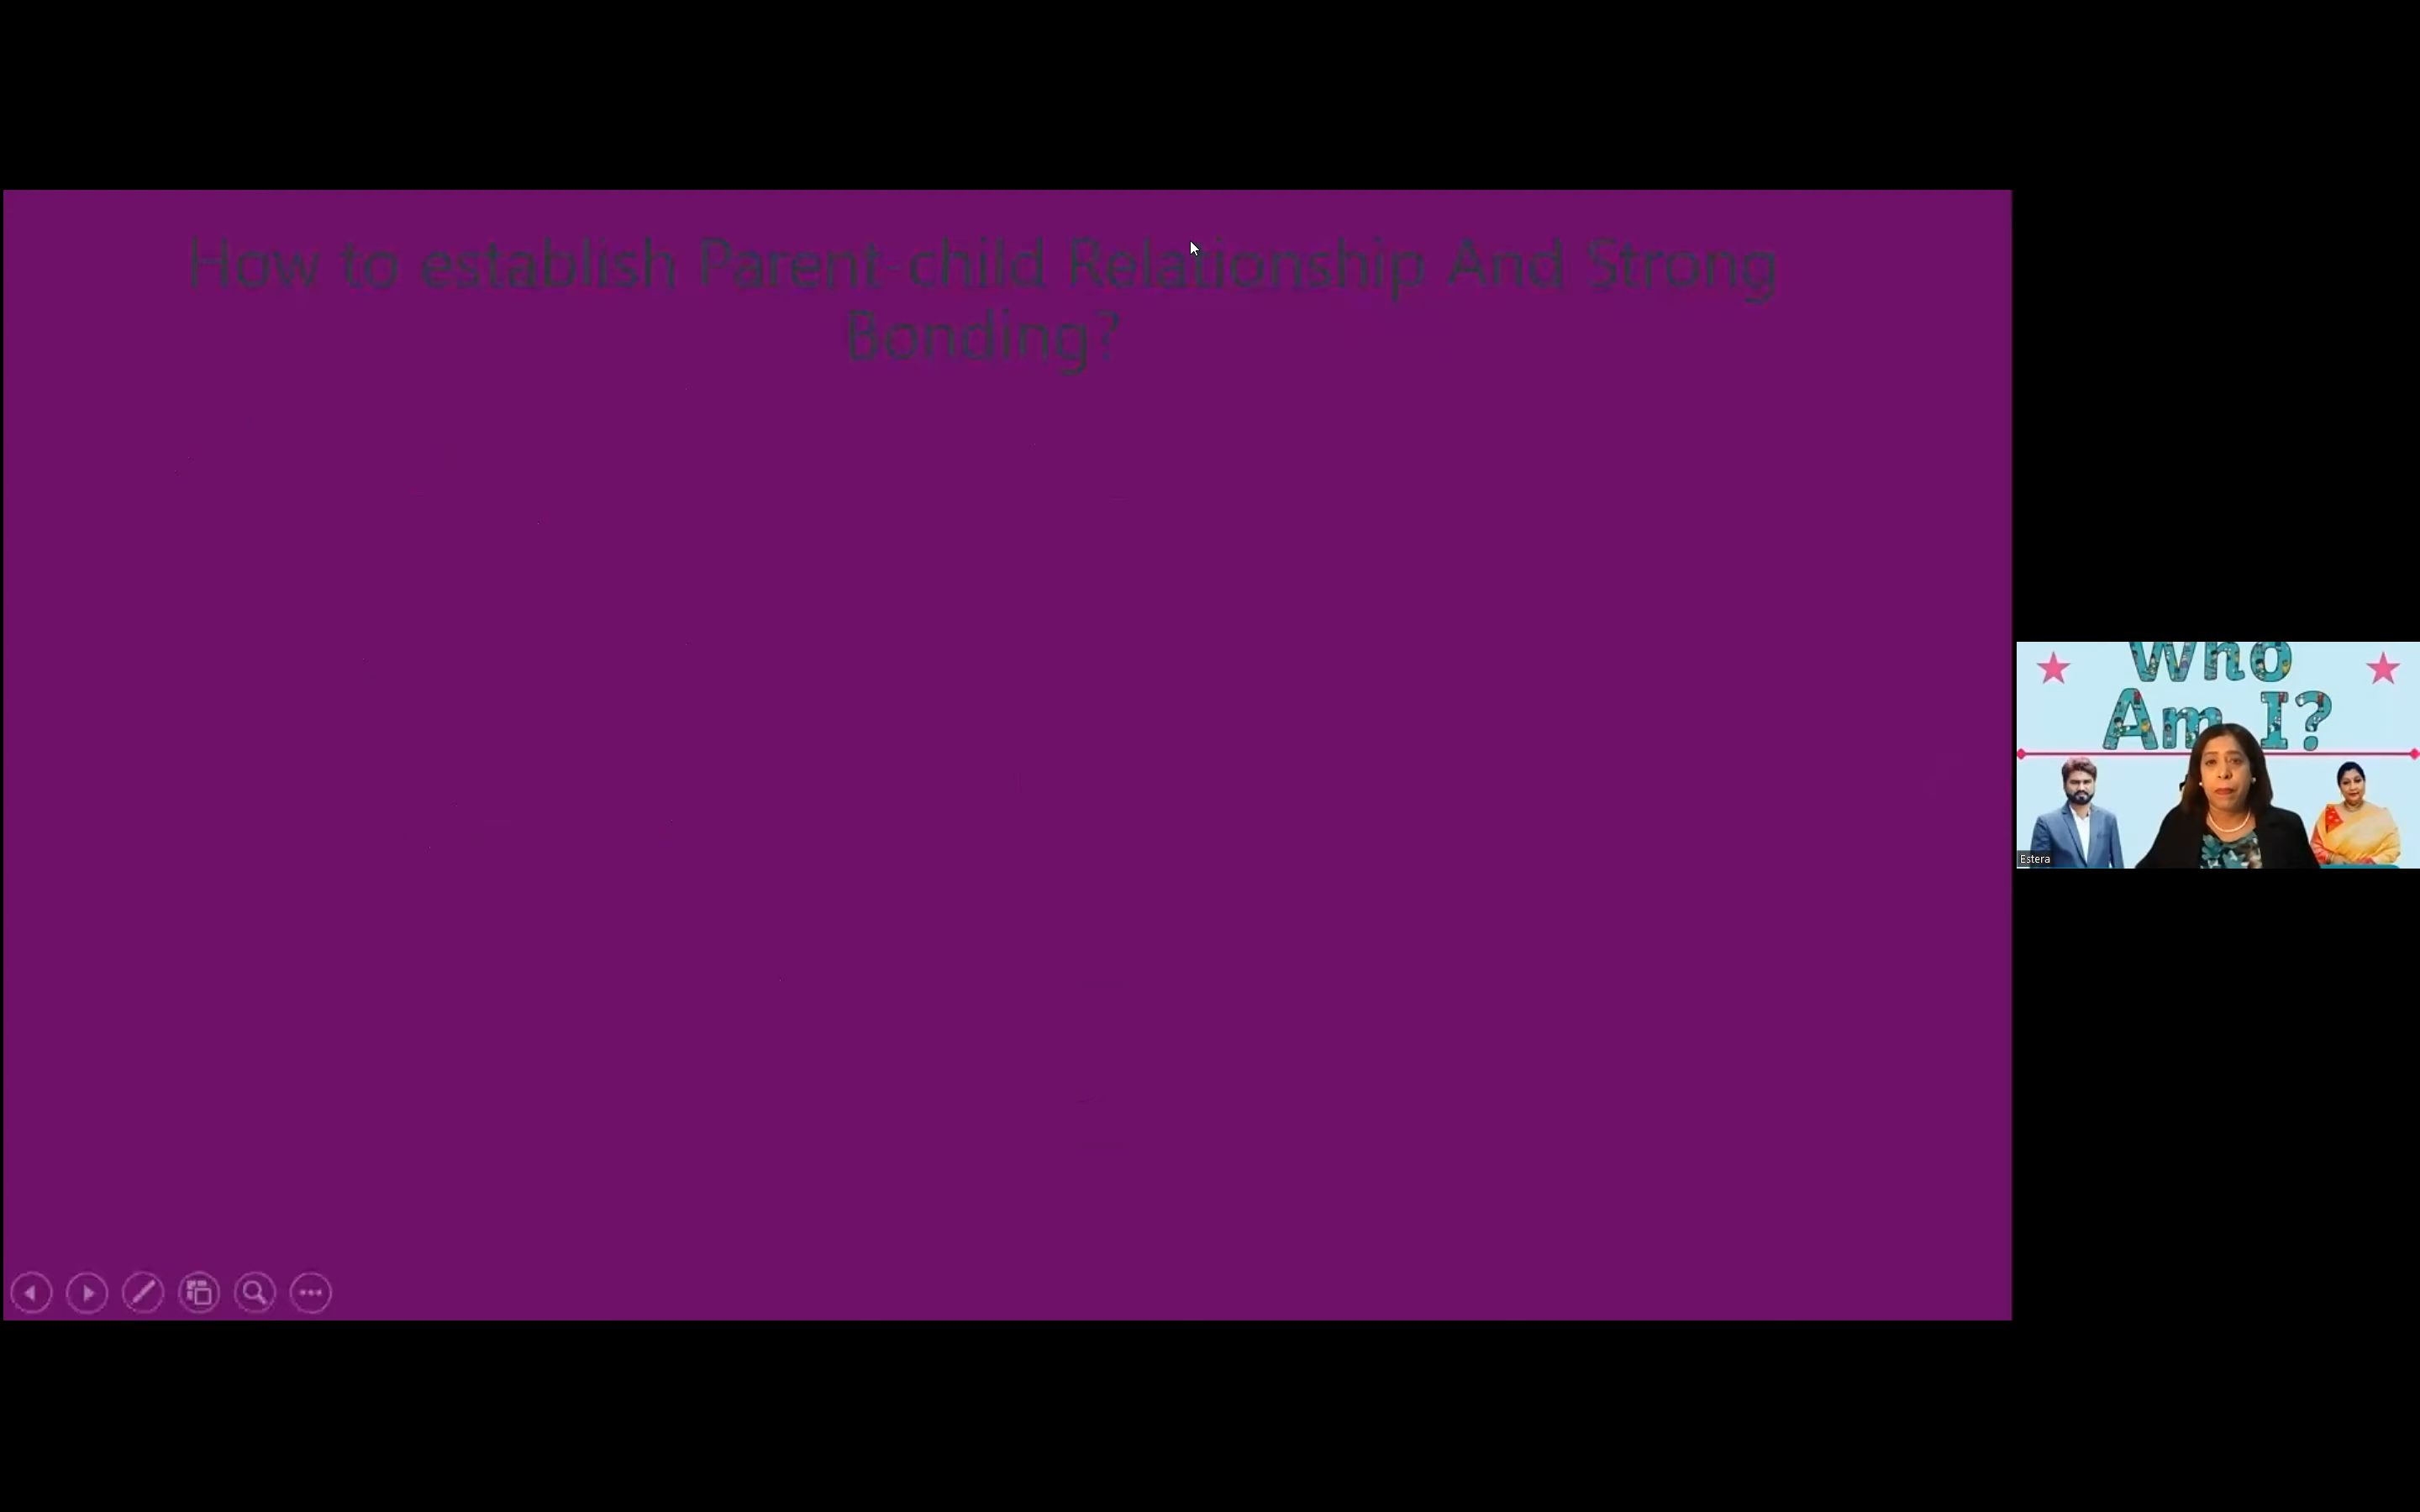 How to establish Parent-child Relationship And Strong
Bonding?
Who
Am I?
Estera